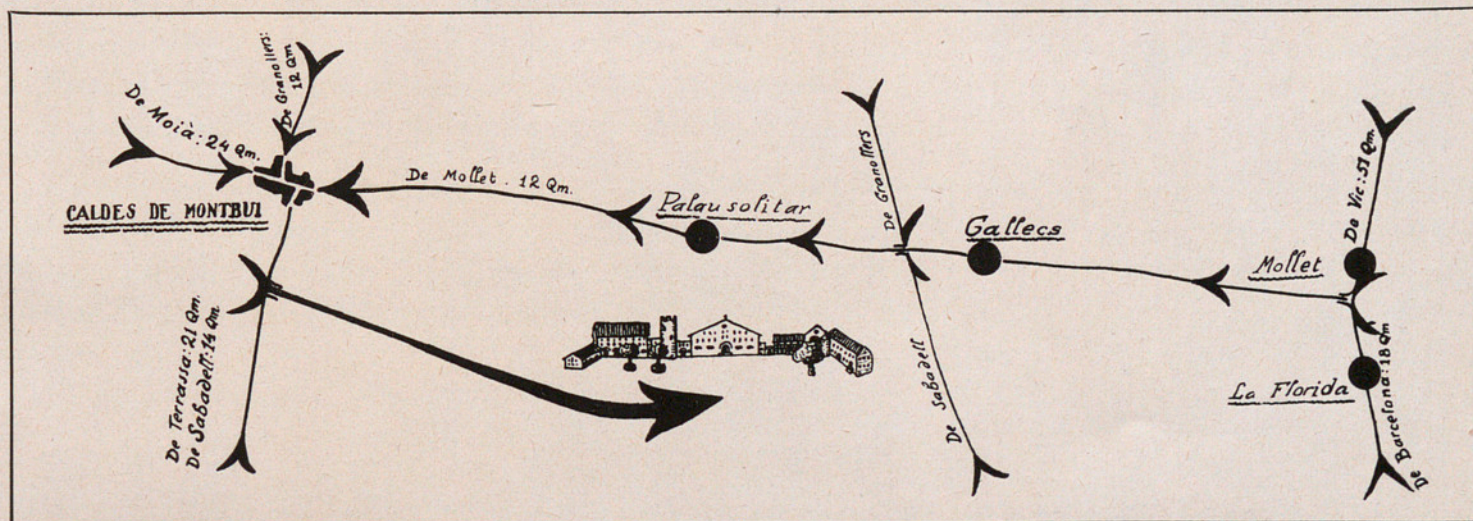 De Granollers:
12 Qm.
De Moià: 24 Qm.
CALDES DE MONTBUI
De Mollet. 12 Qm.
Palausolitar
De Granollers
Gallecs
Mollet
De Vic: 51 Qm.
De Terrassa: 21 Qm.
De Sabadell: 14 Qm.
De Sabadell
La Florida
De Barcelona: 18 Qm